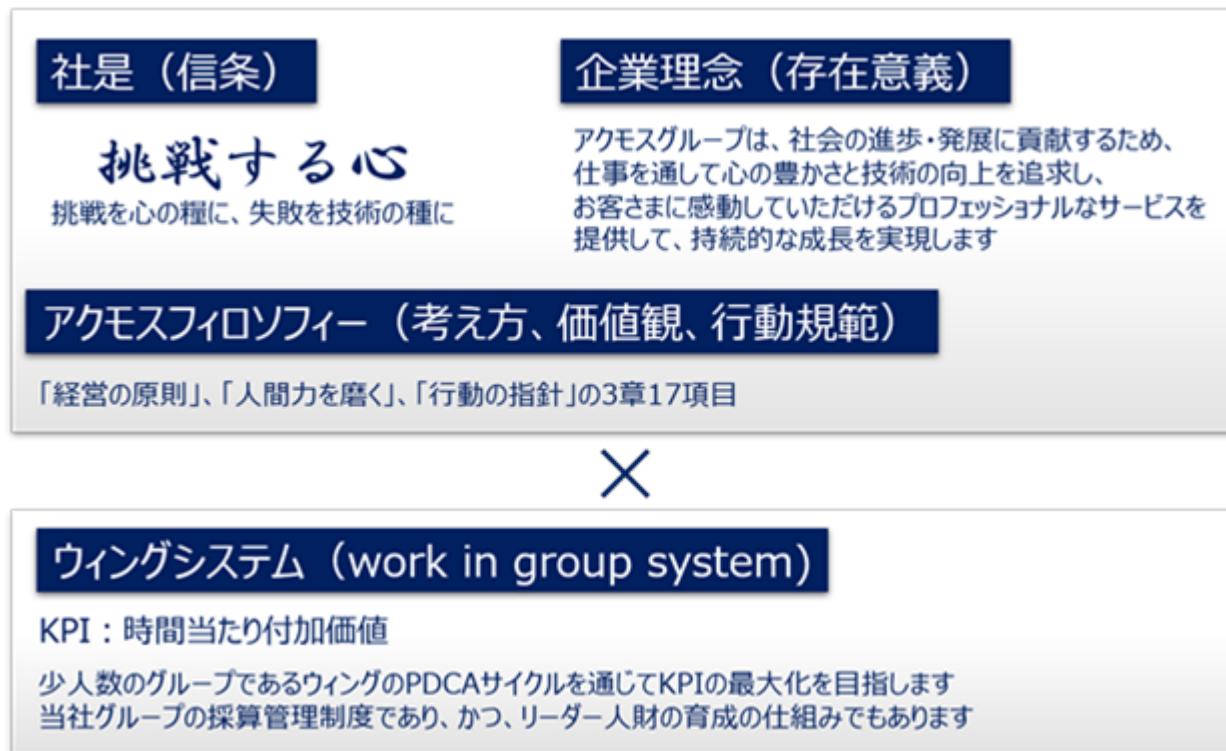 社是（信条）
挑戦する心
挑戦を心の糧に、失敗を技術の種に
企業理念（存在意義）
アクモスグループは、社会の進歩・発展に貢献するため、
仕事を通して心の豊かさと技術の向上を追求し、
お客さまに感動していただけるプロフェッショナルなサービスを
提供して、持続的な成長を実現します
アクモスフィロソフィー（考え方、価値観、行動規範）
「経営の原則」、「人間力を磨く」、「行動の指針」の3章17項目
×
ウィングシステム（work in group system)
KPI：時間当たり付加価値
少人数のグループであるウィングのPDCAサイクルを通じてKPIの最大化を目指します
当社グループの採算管理制度であり、かつ、リーダー人財の育成の仕組みでもあります